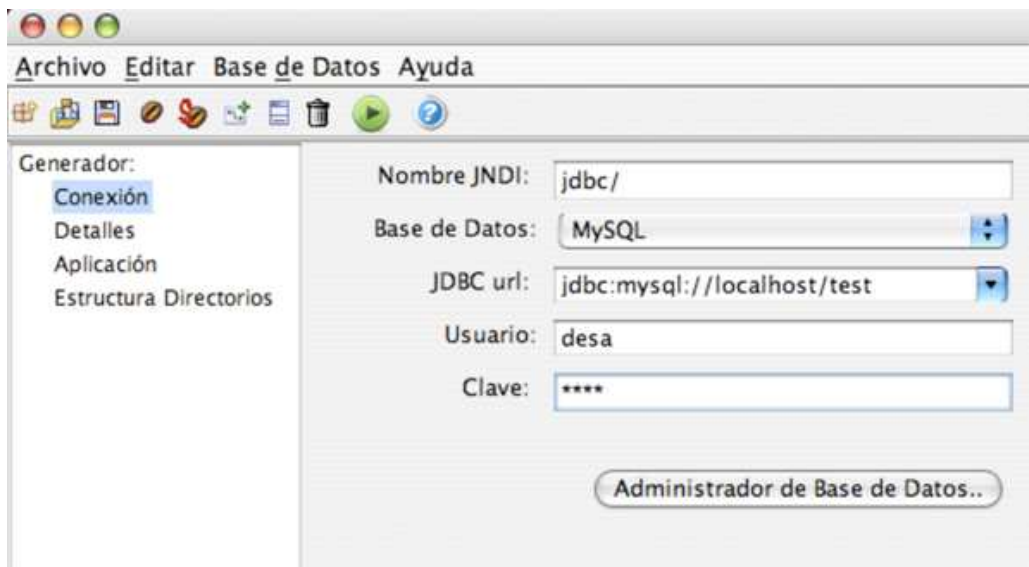 Archivo Editar Base de Datos Ayuda
Generador:
Conexión
Detalles
Aplicación
Estructura Directorios
Nombre JNDI: jdbc/
Base de Datos: MySQL
JDBC url: jdbc:mysql://localhost/test
Usuario: desa
Clave: ****
Administrador de Base de Datos..